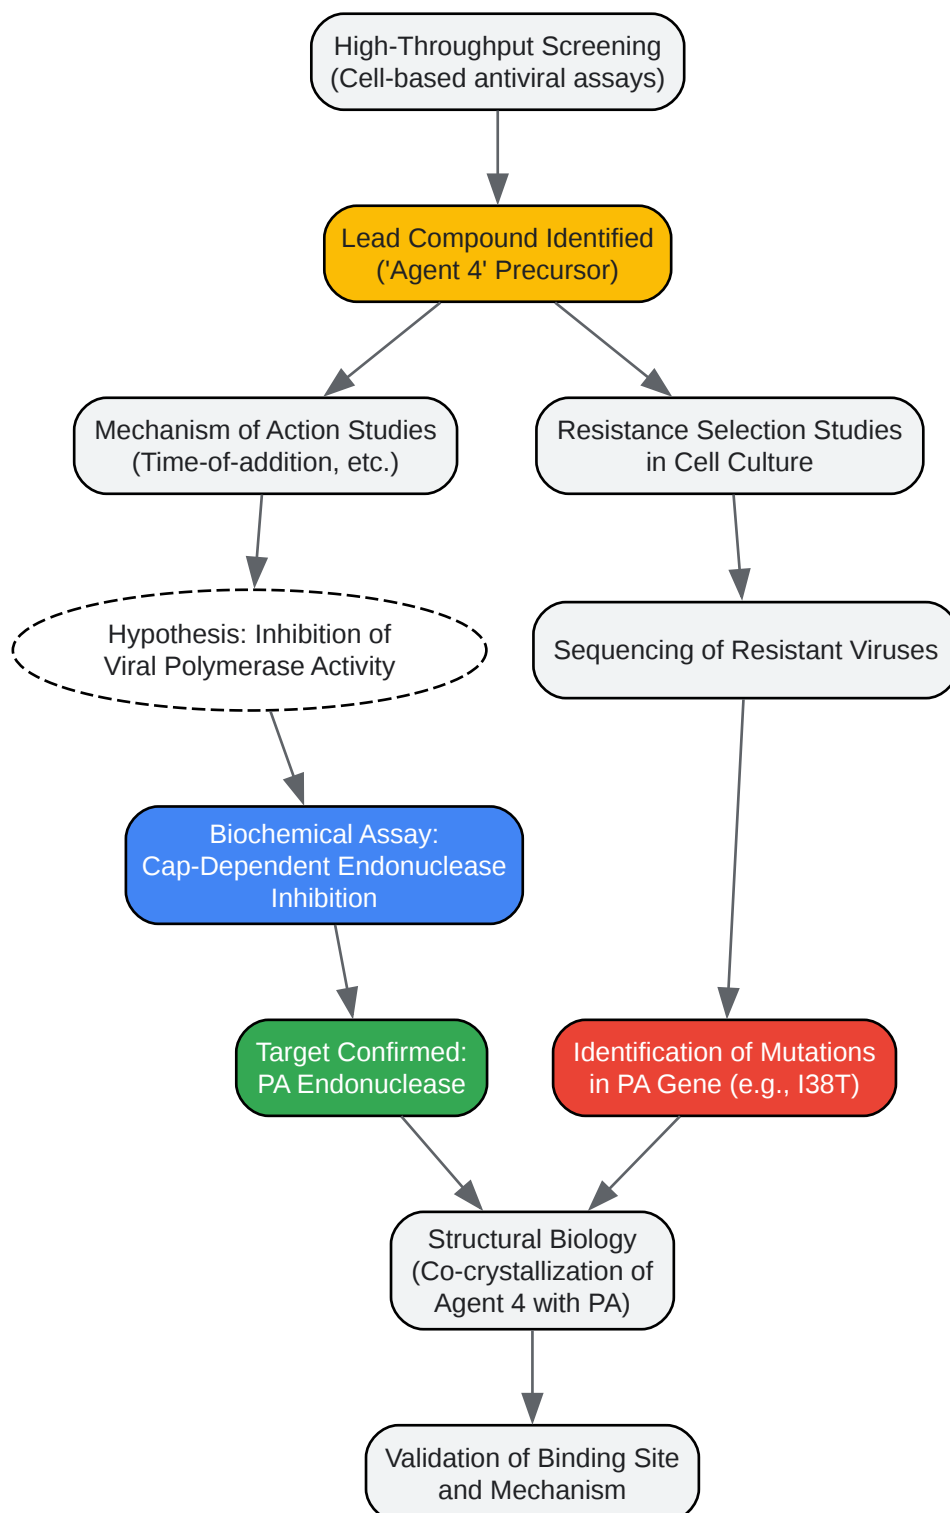 High-Throughput Screening
(Cell-based antiviral assays)
Lead Compound Identified
('Agent 4' Precursor)
Mechanism of Action Studies
(Time-of-addition, etc.)
Resistance Selection Studies
in Cell Culture
Hypothesis: Inhibition of
Viral Polymerase Activity
Sequencing of Resistant Viruses
Biochemical Assay:
Cap-Dependent Endonuclease
Inhibition
Target Confirmed:
PA Endonuclease
Identification of Mutations
in PA Gene (e.g., I38T)
Structural Biology
(Co-crystallization of
Agent 4 with PA)
Validation of Binding Site
and Mechanism